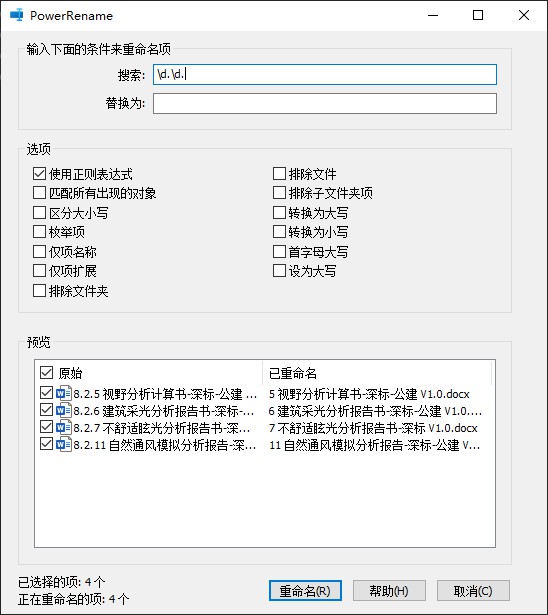 PowerRename
输入下面的条件来重命名项
搜索: \d.\d.
替换为:
选项
使用正则表达式 排除文件
匹配所有出现的对象 排除子文件夹项
区分大小写 转换为大写
枚举项 转换为小写
仅项名称 首字母大写
仅项扩展 设为大写
排除文件夹
预览
原始 已重命名
8.2.5 视野分析计算书-深标-公建 ... 5 视野分析计算书-深标-公建 V1.0.docx
8.2.6 建筑采光分析报告书-深标-... 6 建筑采光分析报告书-深标-公建 V1.0....
8.2.7 不舒适眩光分析报告书-深... 7 不舒适眩光分析报告书-深标 V1.0.docx
8.2.11 自然通风模拟分析报告-深... 11 自然通风模拟分析报告-深标-公建 V...
已选择的项: 4 个
正在重命名的项: 4 个
重命名(R) 帮助(H) 取消(C)